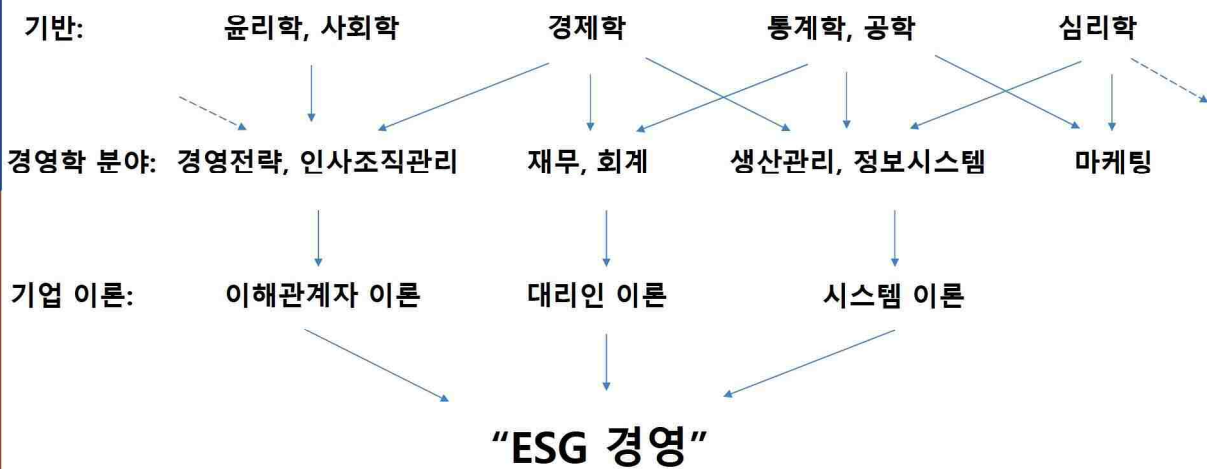 기반: 윤리학, 사회학 경제학 통계학, 공학 심리학
경영학 분야: 경영전략, 인사조직관리 재무, 회계 생산관리, 정보시스템 마케팅
기업 이론: 이해관계자 이론 대리인 이론 시스템 이론
“ESG 경영”